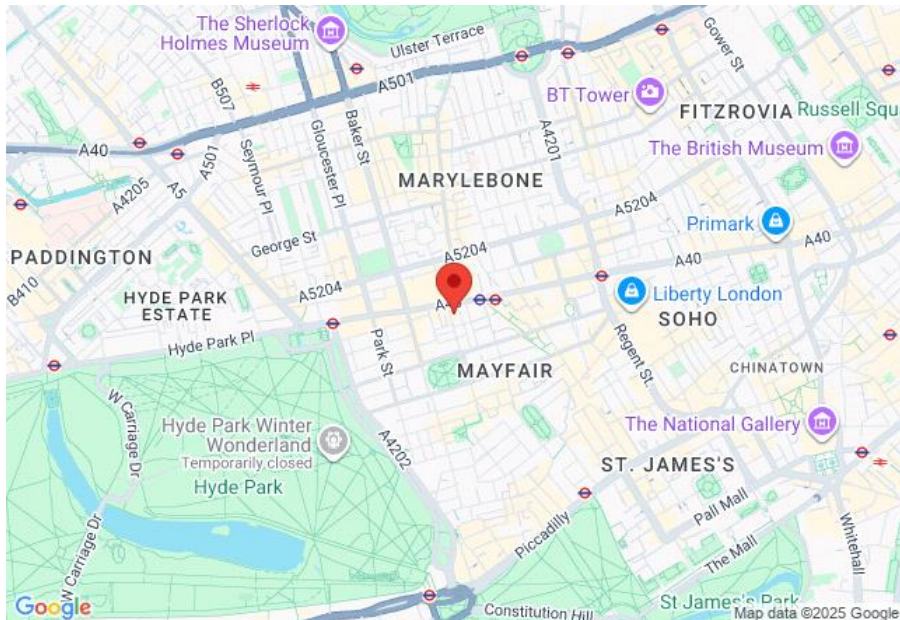 The Sherlock
Holmes Museum
Ulster Terrace
Gower St
A501
B507
BT Tower
FITZROVIA
Russell Squ
A4201
Baker St
Gloucester Pl
Seymour Pl
A40
A501
The British Museum
A5
A4205
MARYLEBONE
A5204
Primark
George St
A5204
A40
A40
PADDINGTON
B410
HYDE PARK
ESTATE
A5204
Liberty London
SOHO
Hyde Park Pl
Park St
Regent St.
MAYFAIR
CHINATOWN
W Carriage Dr
Hyde Park Winter
Wonderland
Temporarily closed
The National Gallery
A4202
Hyde Park
ST. JAMES'S
Pall Mall
Piccadilly
The Mall
Whitehall
W Carriage Dr
Google
Constitution Hill
St James's Park
Map data ©2025 Google